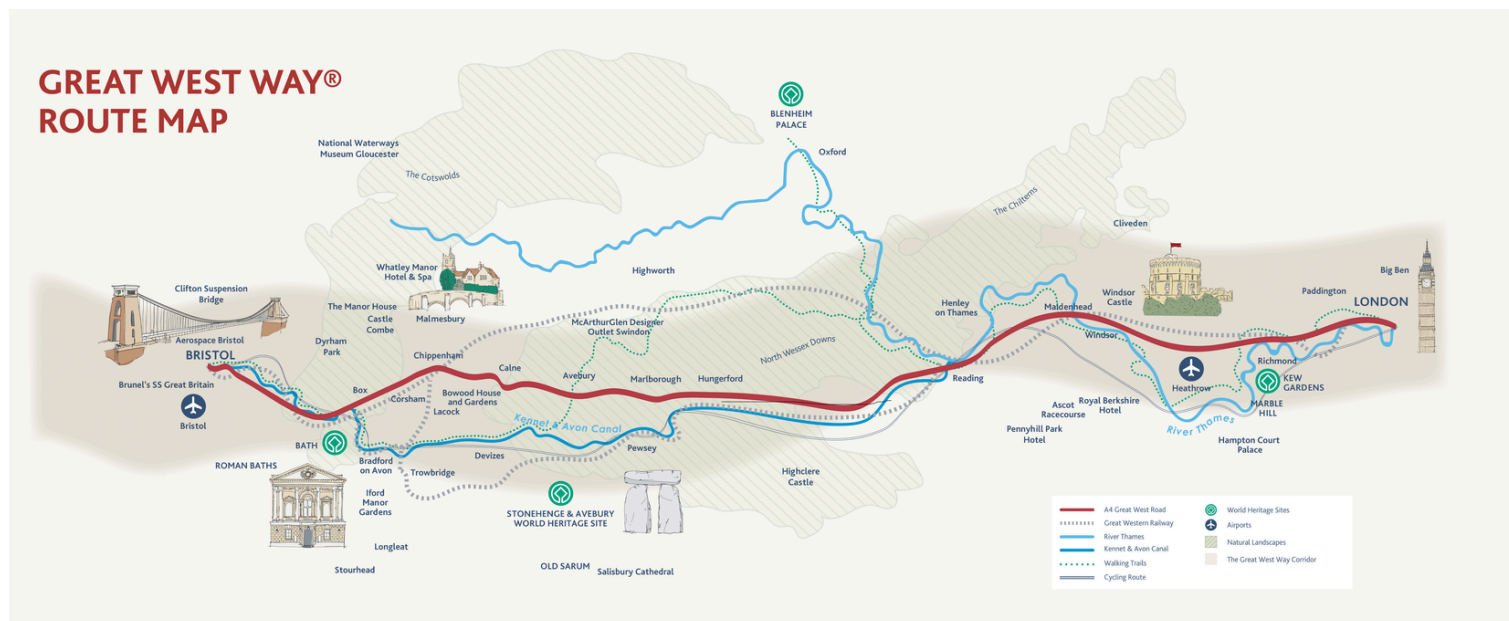 GREAT WEST WAY®
ROUTE MAP
BLENHEIM
PALACE
National Waterways
Museum Gloucester
Oxford
The Cotswolds
The Chilterns
Cliveden
Whatley Manor
Hotel & Spa
Highworth
Big Ben
Clifton Suspension
Bridge
Windsor
Castle
Paddington
LONDON
Henley
on Thames
Maidenhead
The Manor House
Castle
Combe
Malmesbury
McArthurGlen Designer
Outlet Swindon
Aerospace Bristol
BRISTOL
Dyrham
Park
North Wessex Downs
Windsor
Chippenham
Calne
Avebury
Marlborough
Hungerford
Reading
Richmond
Heathrow
KEW
GARDENS
Brunel's SS Great Britain
Box
Corsham
Bowood House
and Gardens
Lacock
Bristol
Ascot
Racecourse
Royal Berkshire
Hotel
MARBLE
HILL
Kennet & Avon Canal
River Thames
Pennyhill Park
Hotel
Hampton Court
Palace
BATH
Pewsey
Devizes
Bradford
on Avon
Trowbridge
ROMAN BATHS
Highclere
Castle
Iford
Manor
Gardens
STONEHENGE & AVEBURY
WORLD HERITAGE SITE
Longleat
Stourhead
OLD SARUM
Salisbury Cathedral
A4 Great West Road
Great Western Railway
River Thames
Kennet & Avon Canal
Walking Trails
Cycling Route
World Heritage Sites
Airports
Natural Landscapes
The Great West Way Corridor